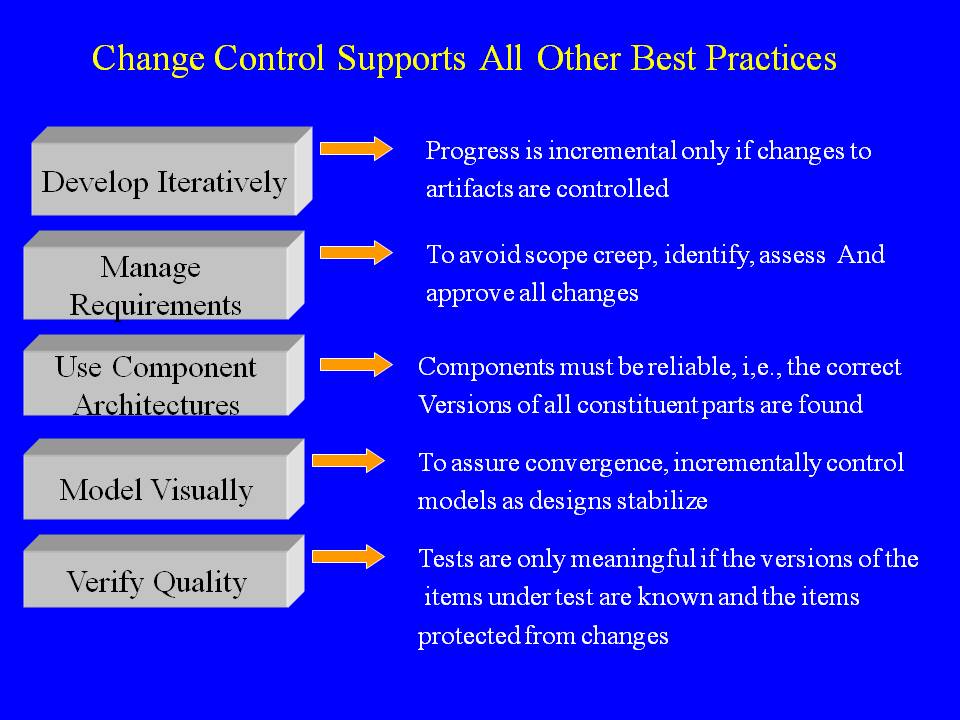 Change Control Supports All Other Best Practices
Develop Iteratively
Progress is incremental only if changes to
artifacts are controlled
Manage
Requirements
To avoid scope creep, identify, assess And
approve all changes
Use Component
Architectures
Components must be reliable, i,e., the correct
Versions of all constituent parts are found
Model Visually
To assure convergence, incrementally control
models as designs stabilize
Verify Quality
Tests are only meaningful if the versions of the
items under test are known and the items
protected from changes